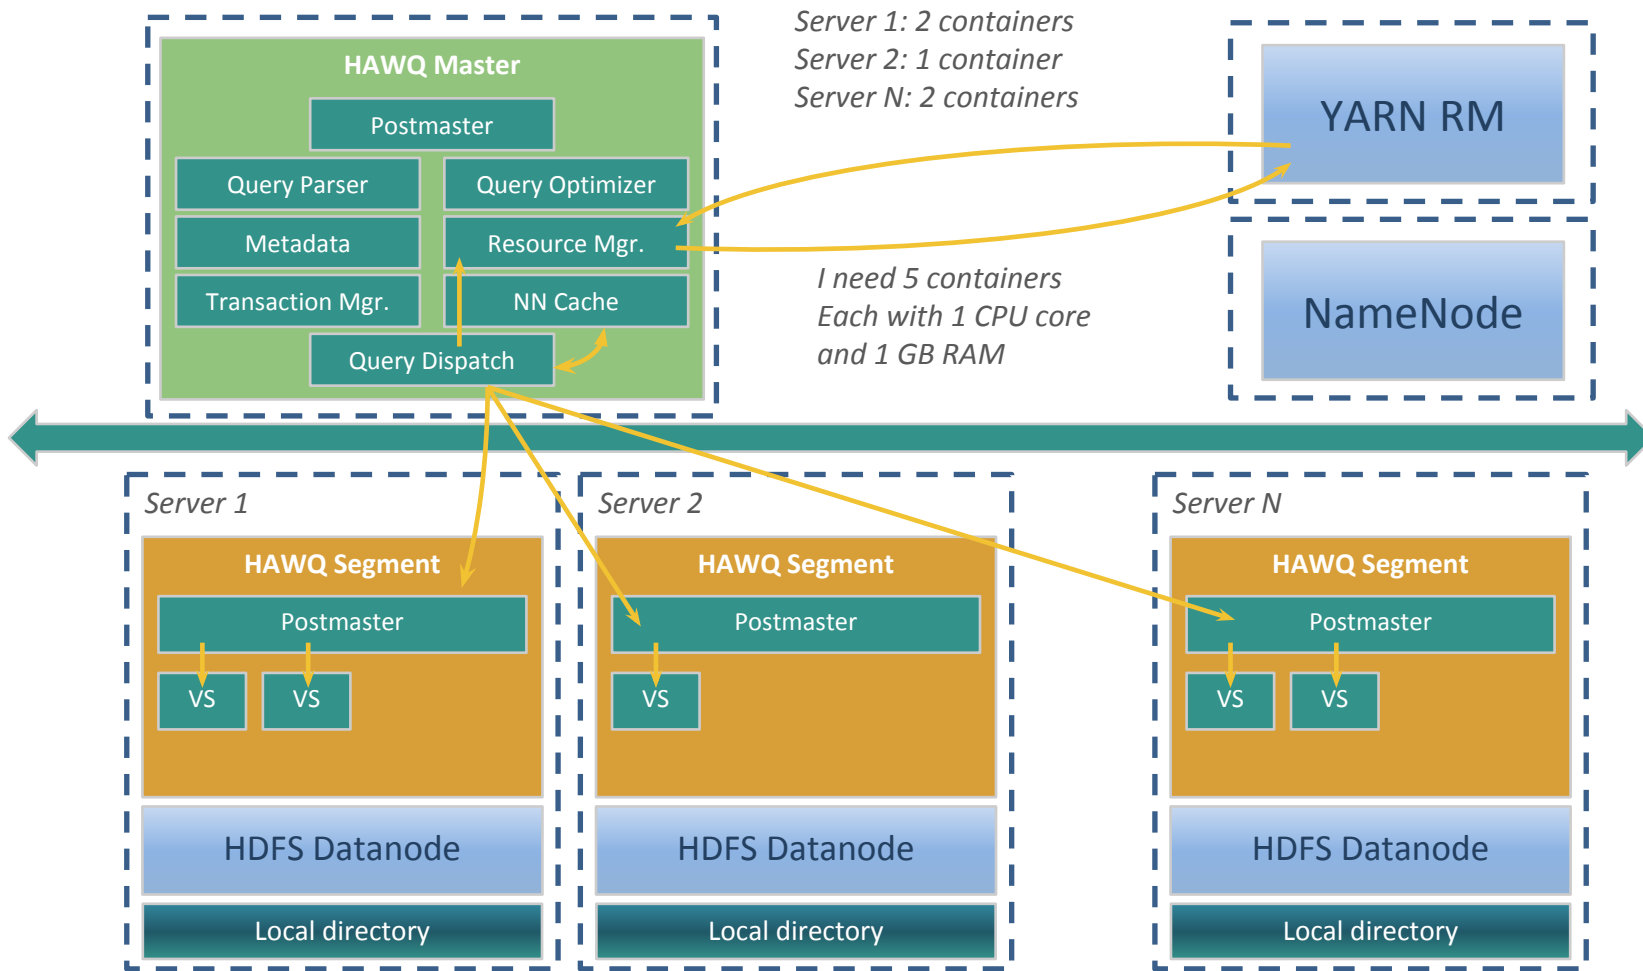 HAWQ Master
Postmaster
Query Parser
Query Optimizer
Metadata
Resource Mgr.
Transaction Mgr.
NN Cache
Query Dispatch
Server 1: 2 containers
Server 2: 1 container
Server N: 2 containers
I need 5 containers
Each with 1 CPU core
and 1 GB RAM
YARN RM
NameNode
Server 1
HAWQ Segment
Postmaster
VS
VS
HDFS Datanode
Local directory
Server 2
HAWQ Segment
Postmaster
VS
HDFS Datanode
Local directory
Server N
HAWQ Segment
Postmaster
VS
VS
HDFS Datanode
Local directory